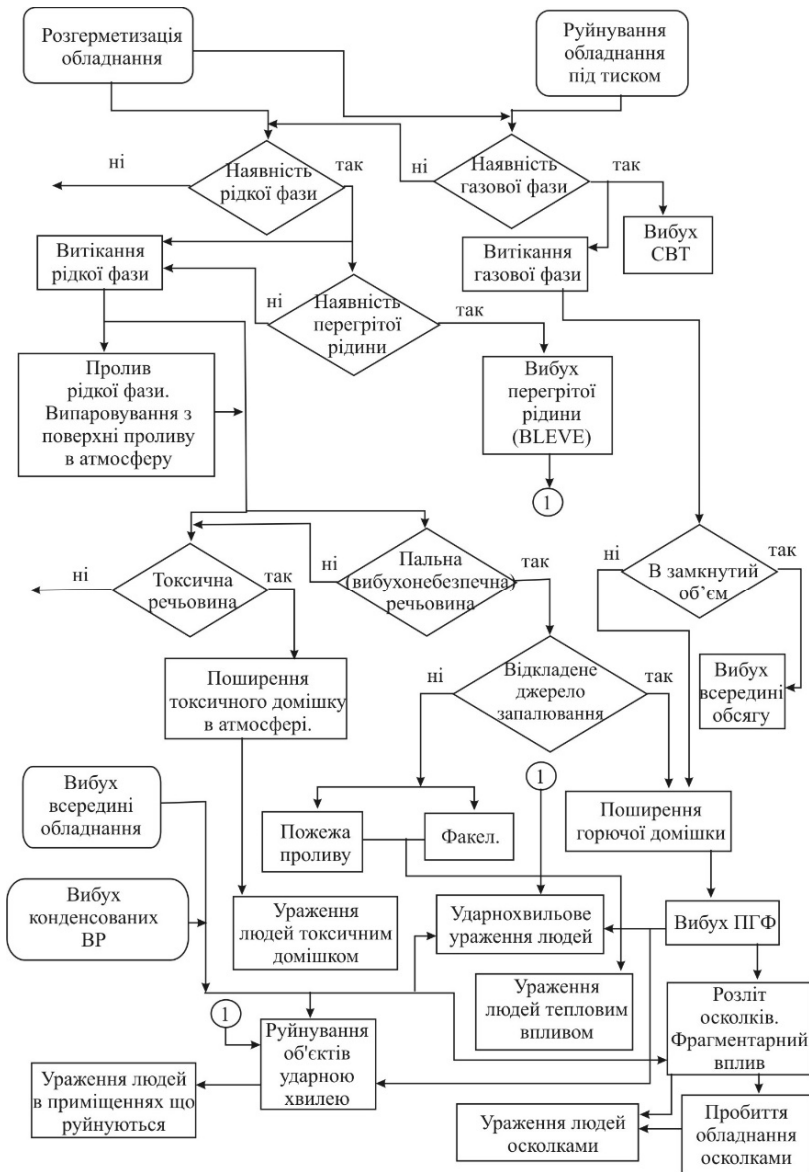 Розгерметизація
обладнання
Руйнування
обладнання
під тиском
ні
Наявність
рідкої фази
так
ні
Наявність
газової фази
так
Витікання
рідкої фази
Витікання
газової фази
Вибух
СВТ
ні
Наявність
перегрітої
рідини
так
Пролив
рідкої фази.
Випаровування з
поверхні проливу
в атмосферу
Вибух
перегрітої
рідини
(BLEVE)
1
ні
Токсична
речьовина
так
ні
Пальна
(вибухонебезпечна)
речьовина
так
ні
В замкнутий
об’єм
так
Поширення
токсичного домішку
в атмосфері.
ні
Відкладене
джерело
запалювання
так
Вибух
всередині
обсягу
Вибух
всередині
обладнання
1
Пожежа
проливу
Факел.
Поширення
горючої домішки
Вибух
конденсованих
ВР
Ураження
людей токсичним
домішком
Ударнохвильове
ураження людей
Вибух ПГФ
1
Руйнування
об'єктів
ударною
хвилею
Ураження
людей тепловим
впливом
Розліт
осколків.
Фрагментарний
вплив
Ураження людей
в приміщеннях що
руйнуються
Ураження людей
осколками
Пробиття
обладнання
осколками